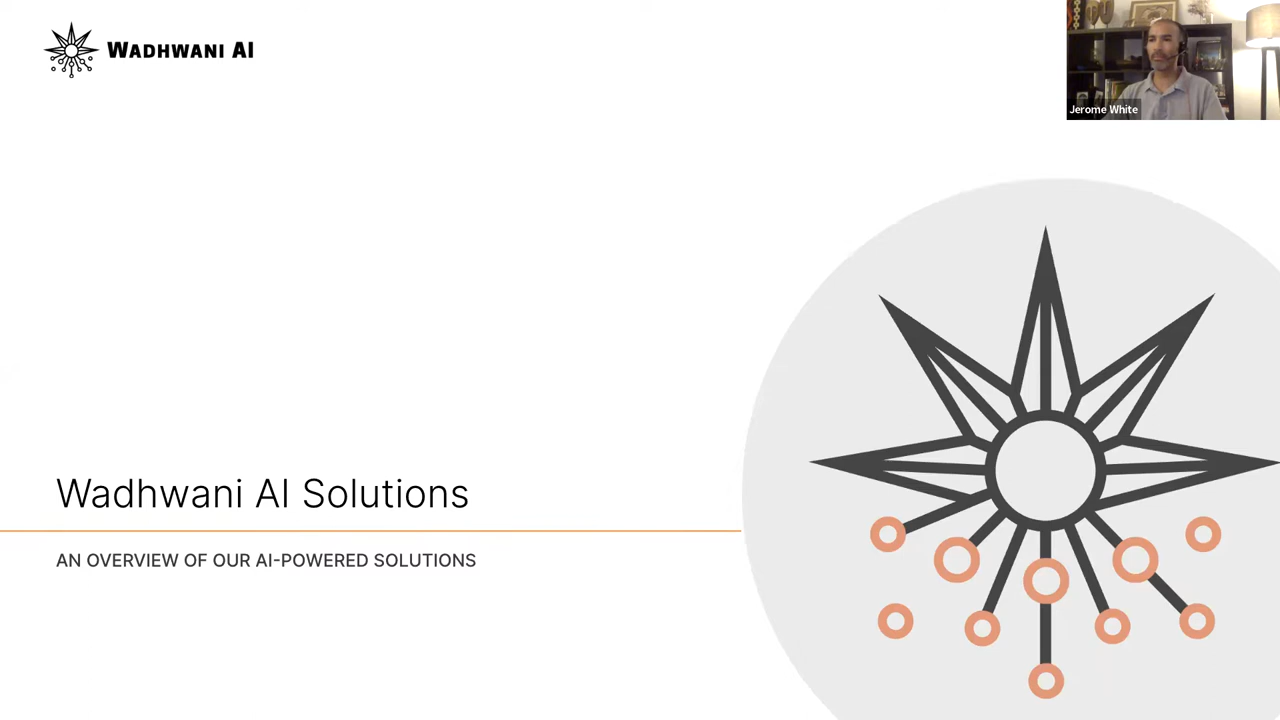 WADHWANI AI
Jerome White
Wadhwani AI Solutions
AN OVERVIEW OF OUR AI-POWERED SOLUTIONS